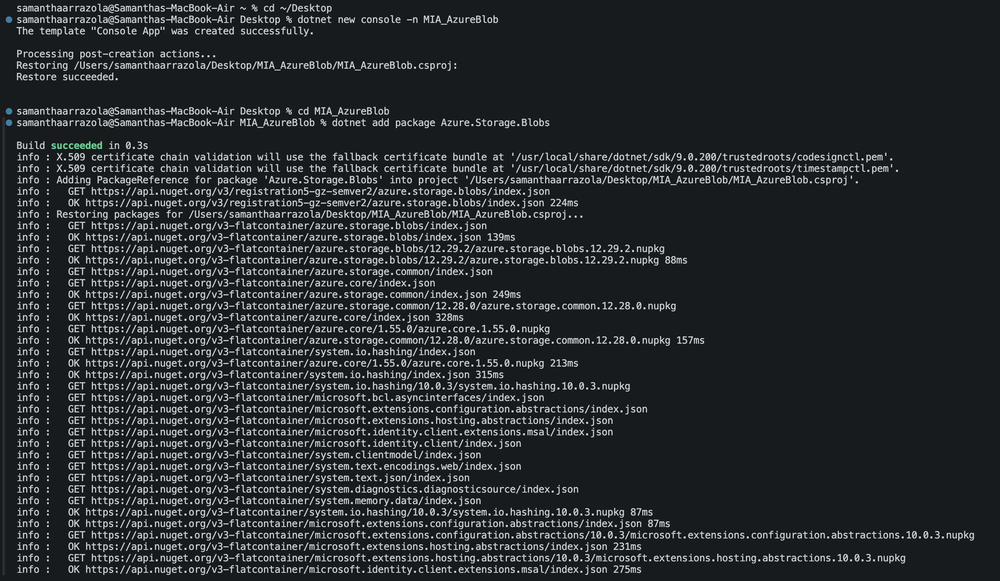 samanthaarrazola@Samanthas-MacBook-Air ~ % cd ~/Desktop
samanthaarrazola@Samanthas-MacBook-Air Desktop % dotnet new console -n MIA_AzureBlob
The template "Console App" was created successfully.
Processing post-creation actions...
Restoring /Users/samanthaarrazola/Desktop/MIA_AzureBlob/MIA_AzureBlob.csproj:
Restore succeeded.
samanthaarrazola@Samanthas-MacBook-Air Desktop % cd MIA_AzureBlob
samanthaarrazola@Samanthas-MacBook-Air MIA_AzureBlob % dotnet add package Azure.Storage.Blobs
Build succeeded in 0.3s
info : X.509 certificate chain validation will use the fallback certificate bundle at '/usr/local/share/dotnet/sdk/9.0.200/trustedroots/codesignctl.pem'.
info : X.509 certificate chain validation will use the fallback certificate bundle at '/usr/local/share/dotnet/sdk/9.0.200/trustedroots/timestampctl.pem'.
info : Adding PackageReference for package 'Azure.Storage.Blobs' into project '/Users/samanthaarrazola/Desktop/MIA_AzureBlob/MIA_AzureBlob.csproj'.
info :   GET https://api.nuget.org/v3/registration5-gz-semver2/azure.storage.blobs/index.json
info :   OK https://api.nuget.org/v3/registration5-gz-semver2/azure.storage.blobs/index.json 224ms
info : Restoring packages for /Users/samanthaarrazola/Desktop/MIA_AzureBlob/MIA_AzureBlob.csproj...
info :   GET https://api.nuget.org/v3-flatcontainer/azure.storage.blobs/index.json
info :   OK https://api.nuget.org/v3-flatcontainer/azure.storage.blobs/index.json 139ms
info :   GET https://api.nuget.org/v3-flatcontainer/azure.storage.blobs/12.29.2/azure.storage.blobs.12.29.2.nupkg
info :   OK https://api.nuget.org/v3-flatcontainer/azure.storage.blobs/12.29.2/azure.storage.blobs.12.29.2.nupkg 88ms
info :   GET https://api.nuget.org/v3-flatcontainer/azure.storage.common/index.json
info :   GET https://api.nuget.org/v3-flatcontainer/azure.core/index.json
info :   OK https://api.nuget.org/v3-flatcontainer/azure.storage.common/index.json 249ms
info :   GET https://api.nuget.org/v3-flatcontainer/azure.storage.common/12.28.0/azure.storage.common.12.28.0.nupkg
info :   OK https://api.nuget.org/v3-flatcontainer/azure.core/index.json 328ms
info :   GET https://api.nuget.org/v3-flatcontainer/azure.core/1.55.0/azure.core.1.55.0.nupkg
info :   OK https://api.nuget.org/v3-flatcontainer/azure.storage.common/12.28.0/azure.storage.common.12.28.0.nupkg 157ms
info :   GET https://api.nuget.org/v3-flatcontainer/system.io.hashing/index.json
info :   OK https://api.nuget.org/v3-flatcontainer/azure.core/1.55.0/azure.core.1.55.0.nupkg 213ms
info :   OK https://api.nuget.org/v3-flatcontainer/system.io.hashing/index.json 315ms
info :   GET https://api.nuget.org/v3-flatcontainer/system.io.hashing/10.0.3/system.io.hashing.10.0.3.nupkg
info :   GET https://api.nuget.org/v3-flatcontainer/microsoft.bcl.asyncinterfaces/index.json
info :   GET https://api.nuget.org/v3-flatcontainer/microsoft.extensions.configuration.abstractions/index.json
info :   GET https://api.nuget.org/v3-flatcontainer/microsoft.extensions.hosting.abstractions/index.json
info :   GET https://api.nuget.org/v3-flatcontainer/microsoft.identity.client.extensions.msal/index.json
info :   GET https://api.nuget.org/v3-flatcontainer/microsoft.identity.client/index.json
info :   GET https://api.nuget.org/v3-flatcontainer/system.clientmodel/index.json
info :   GET https://api.nuget.org/v3-flatcontainer/system.text.encodings.web/index.json
info :   GET https://api.nuget.org/v3-flatcontainer/system.text.json/index.json
info :   GET https://api.nuget.org/v3-flatcontainer/system.diagnostics.diagnosticsource/index.json
info :   GET https://api.nuget.org/v3-flatcontainer/system.memory.data/index.json
info :   OK https://api.nuget.org/v3-flatcontainer/system.io.hashing/10.0.3/system.io.hashing.10.0.3.nupkg 87ms
info :   OK https://api.nuget.org/v3-flatcontainer/microsoft.extensions.configuration.abstractions/index.json 87ms
info :   GET https://api.nuget.org/v3-flatcontainer/microsoft.extensions.configuration.abstractions/10.0.3/microsoft.extensions.configuration.abstractions.10.0.3.nupkg
info :   OK https://api.nuget.org/v3-flatcontainer/microsoft.extensions.hosting.abstractions/index.json 231ms
info :   GET https://api.nuget.org/v3-flatcontainer/microsoft.extensions.hosting.abstractions/10.0.3/microsoft.extensions.hosting.abstractions.10.0.3.nupkg
info :   OK https://api.nuget.org/v3-flatcontainer/microsoft.identity.client.extensions.msal/index.json 275ms